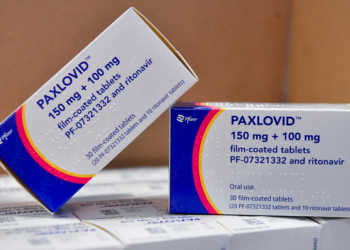 PAXLOVID™
150 mg + 100 mg
film-coated tablets
PF-07321332 and ritonavir
30 film-coated tablets
(20 PF-07321332 tablets and 10 ritonavir tablets)
Pfizer
Pfizer
PAXLOVID™
150 mg + 100 mg
film-coated tablets
PF-07321332 and ritonavir
Oral use.
30 film-coated tablets
(20 PF-07321332 tablets and 10 ritonavir tablets)